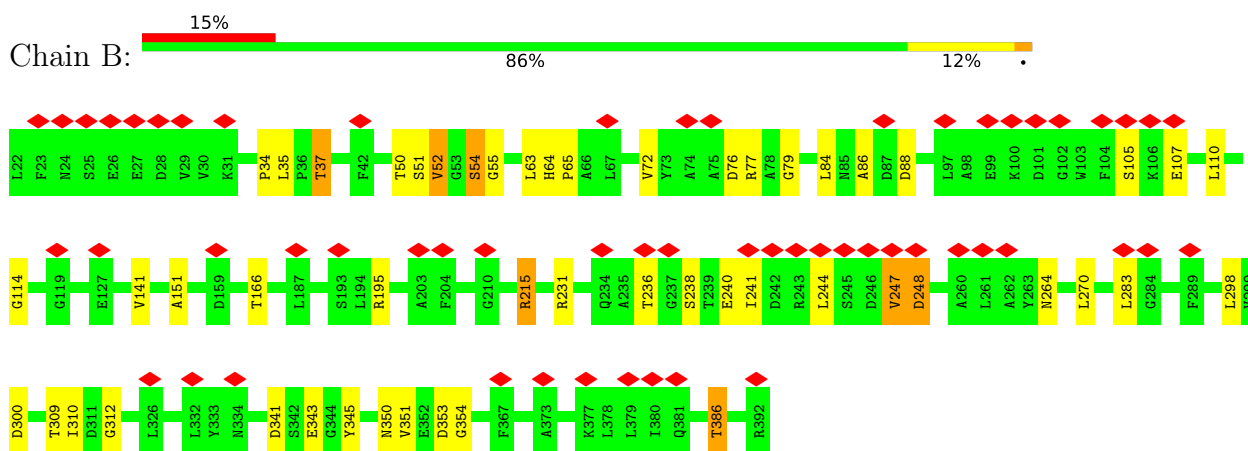 15%
Chain B:
86% 12% •
L22 F23 N24 S25 E26 E27 D28 V29 V30 K31 P34 L35 P36 T37 F42 T50 S51 V52 G53 S54 G55 L63 H64 P65 A66 L67 V72 Y73 A74 A75 D76 R77 A78 G79 L84 N85 A86 D87 D88 L97 A98 E99 K100 D101 G102 W103 F104 S105 K106 E107 L110
G114 G119 E127 V141 A151 D159 T166 L187 S193 L194 R195 A203 F204 G210 R215 R231 Q234 A235 T236 G237 S238 T239 E240 I241 D242 R243 L244 S245 D246 V247 D248 A260 L261 A262 Y263 N264 L270 L283 G284 F289 L298
D300 T309 I310 D311 G312 L326 L332 Y333 N334 D341 S342 E343 G344 Y345 N350 V351 E352 D353 G354 F367 A373 K377 L378 L379 I380 Q381 T386 R392